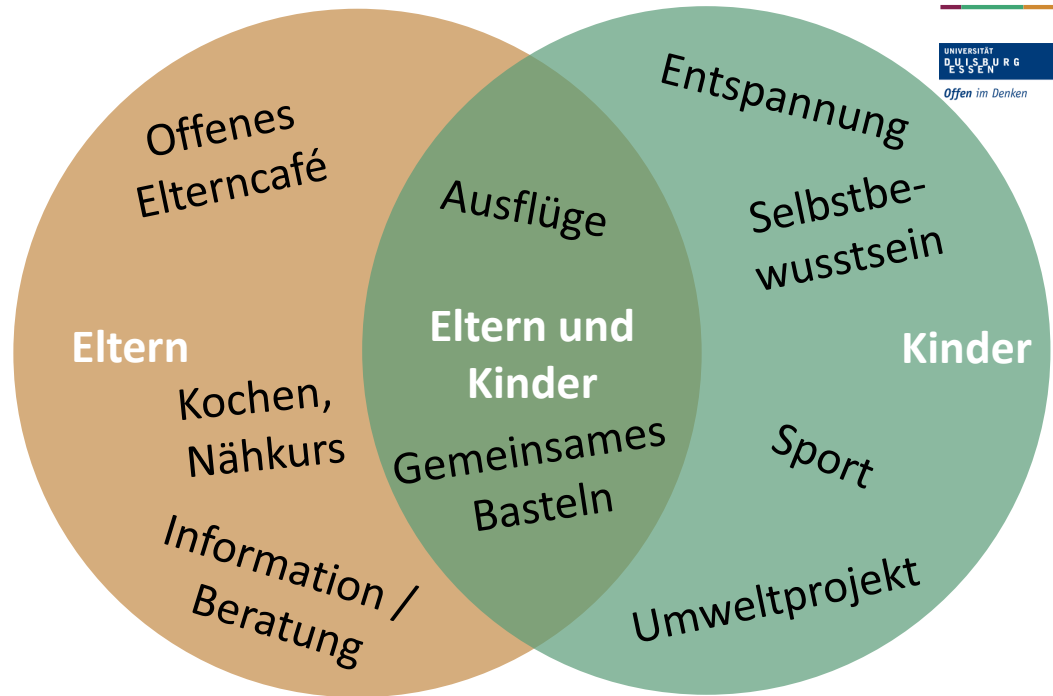 UNIVERSITÄT
DUISBURG
ESSEN
Offen im Denken
Offenes
Elterncafé
Eltern
Kochen,
Nähkurs
Information /
Beratung
Ausflüge
Eltern und
Kinder
Gemeinsames
Basteln
Entspannung
Selbstbe-
wusstsein
Kinder
Sport
Umweltprojekt